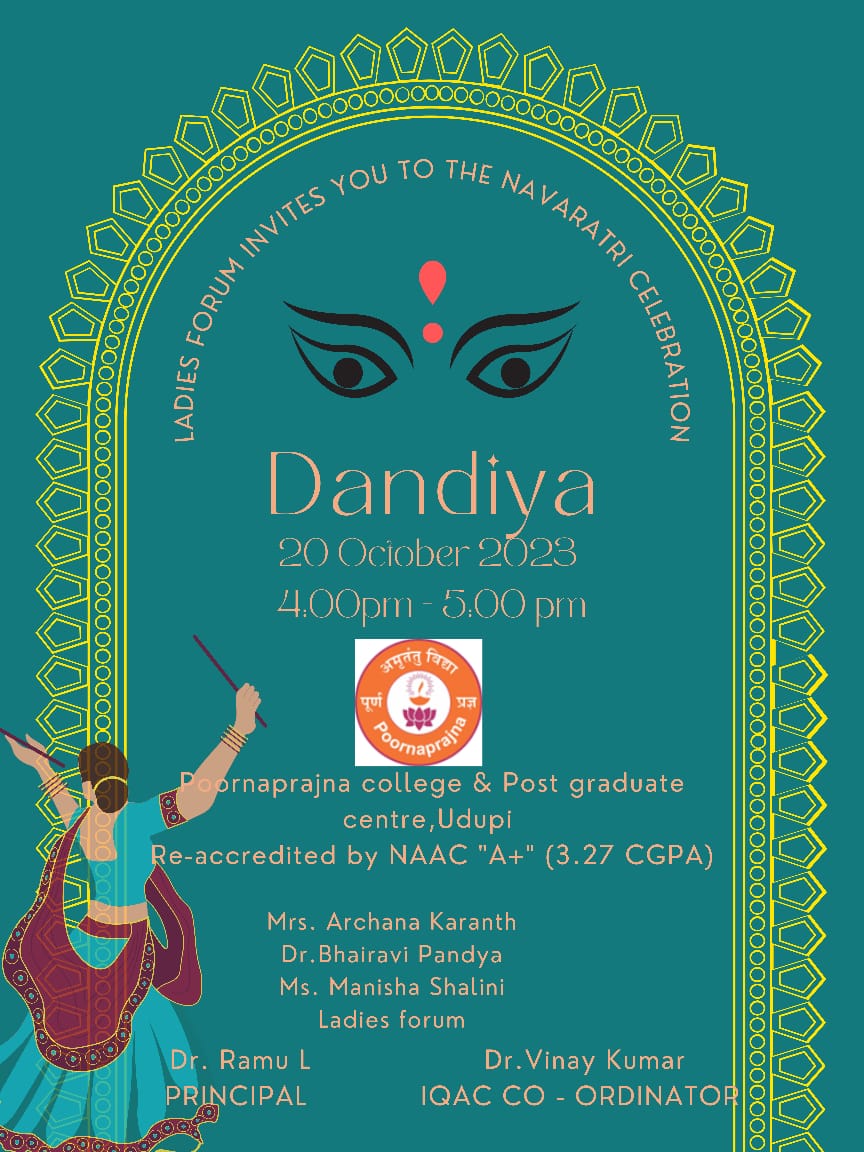 LADIES FORUM INVITES YOU TO THE NAVARATRI CELEBRATION
Dandiya
20 October 2023
4:00pm - 5:00 pm
अमृतंतु विद्या
पूर्ण प्रज्ञ
Poornaprajna
Poornaprajna college & Post graduate
centre,Udupi
Re-accredited by NAAC "A+" (3.27 CGPA)
Mrs. Archana Karanth
Dr.Bhairavi Pandya
Ms. Manisha Shalini
Ladies forum
Dr. Ramu L Dr.Vinay Kumar
PRINCIPAL IQAC CO - ORDINATOR